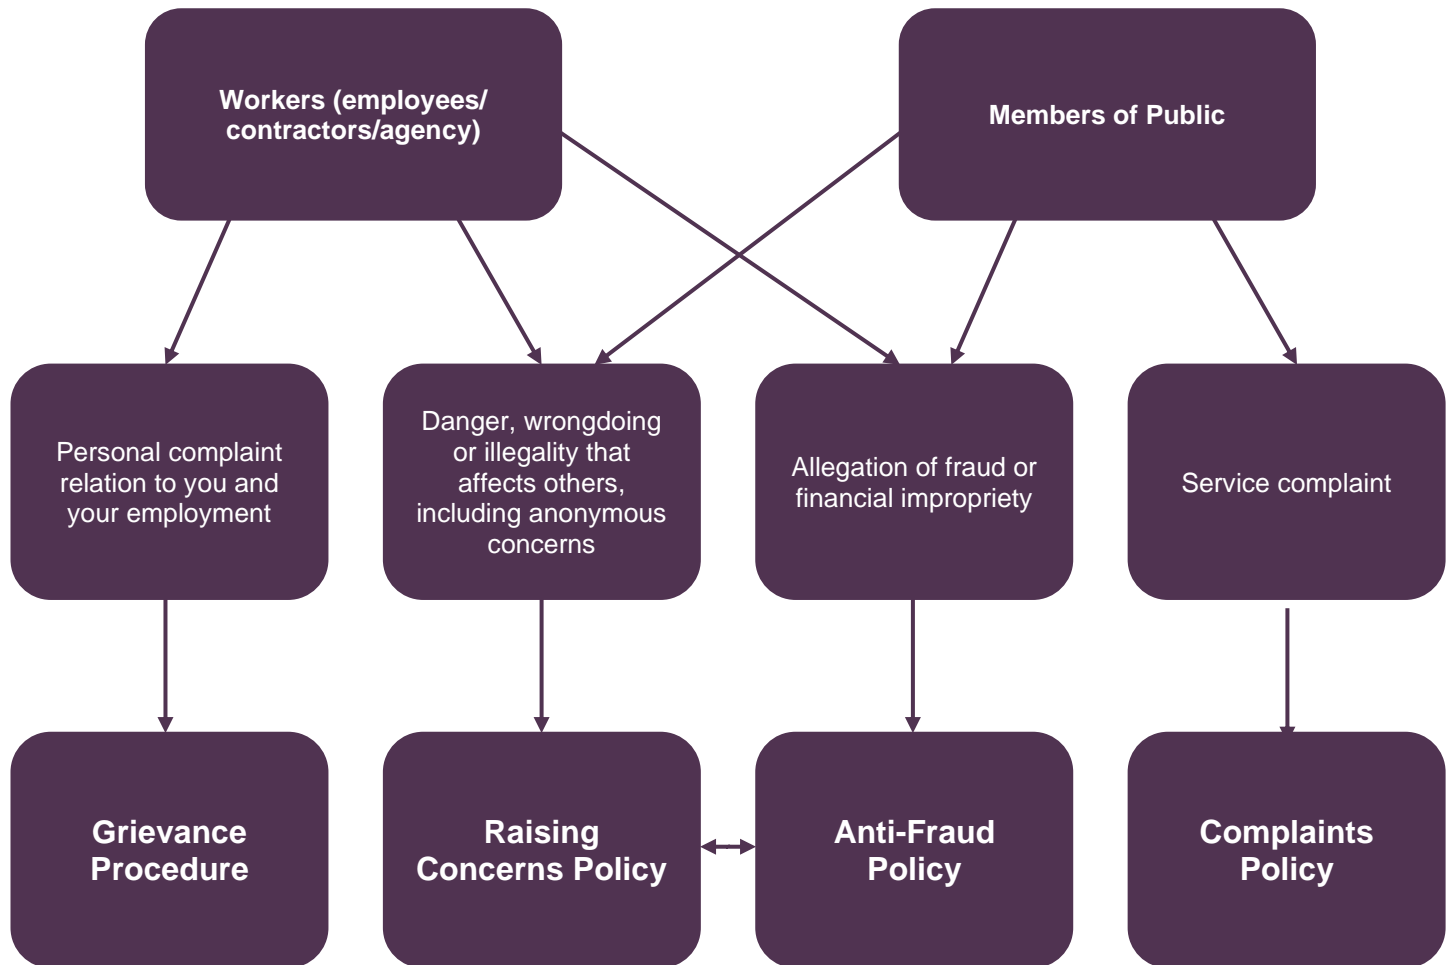 Workers (employees/
contractors/agency)
Members of Public
Personal complaint
relation to you and
your employment
Danger, wrongdoing
or illegality that
affects others,
including anonymous
concerns
Allegation of fraud or
financial impropriety
Service complaint
Grievance
Procedure
Raising
Concerns Policy
Anti-Fraud
Policy
Complaints
Policy